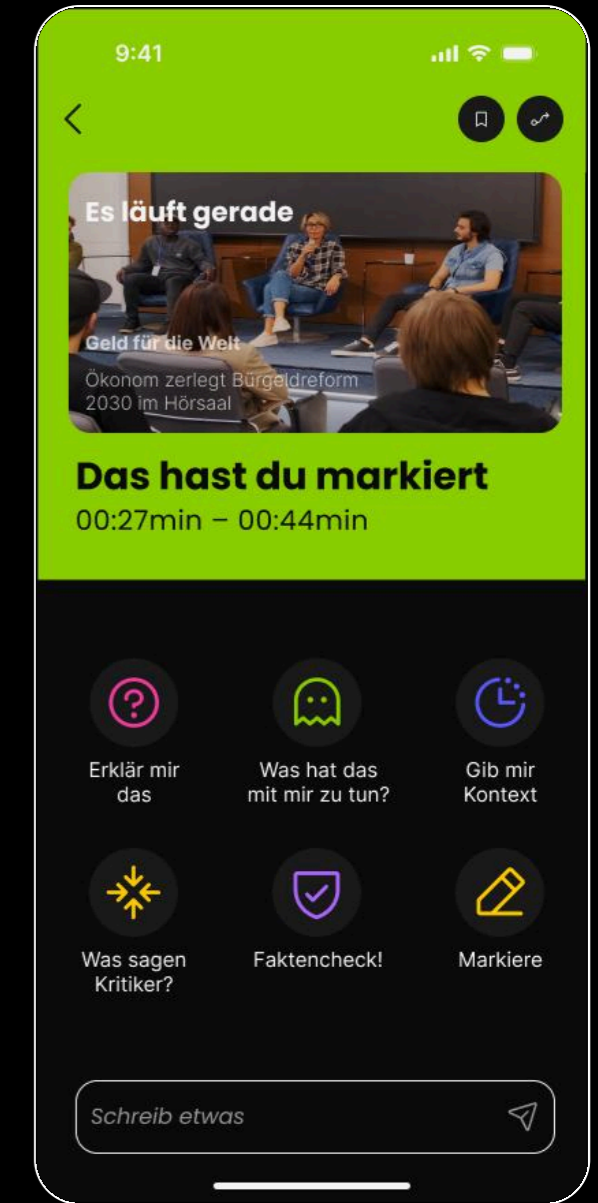 9:41
Es läuft gerade
Geld für die Welt
Ökonom zerlegt Bürgeldreform
2030 im Hörsaal
Das hast du markiert
00:27min – 00:44min
Erklär mir
das
Was hat das
mit mir zu tun?
Gib mir
Kontext
Was sagen
Kritiker?
Faktencheck!
Markiere
Schreib etwas